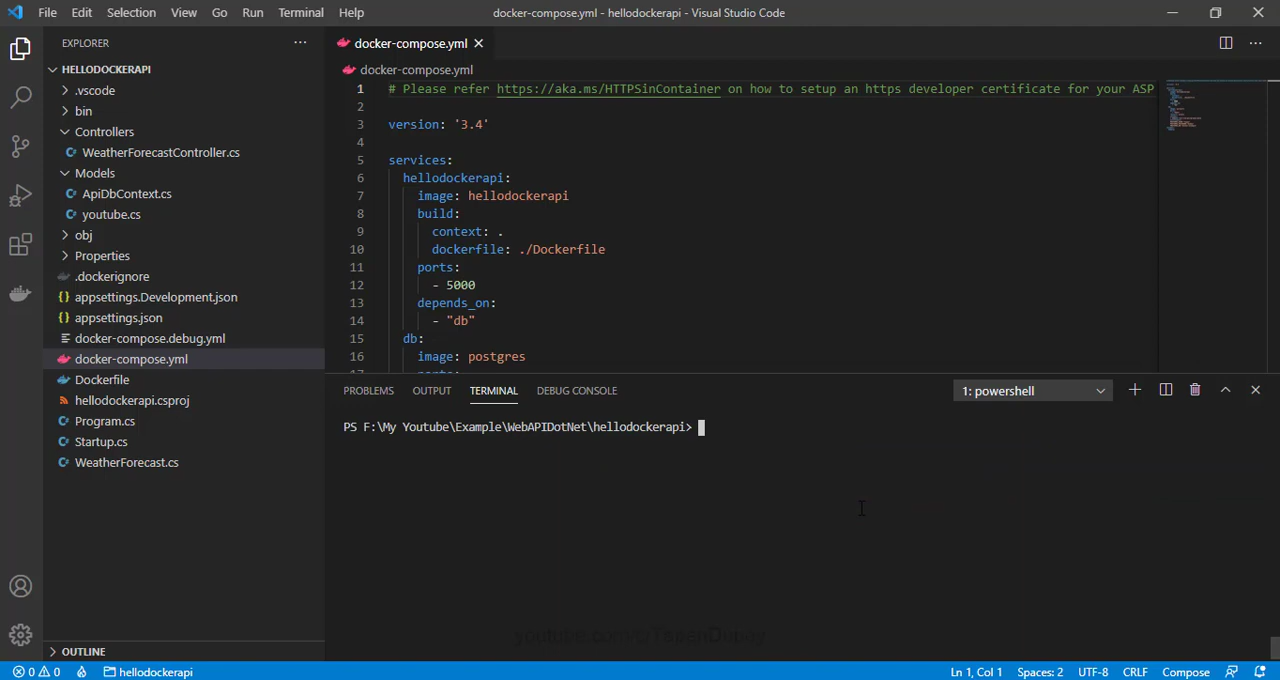 File Edit Selection View Go Run Terminal Help docker-compose.yml - hellodockerapi - Visual Studio Code
EXPLORER
HELLODOCKERAPI
.vscode
bin
Controllers
WeatherForecastController.cs
Models
ApiDbContext.cs
youtube.cs
obj
Properties
.dockerignore
appsettings.Development.json
appsettings.json
docker-compose.debug.yml
docker-compose.yml
Dockerfile
hellodockerapi.csproj
Program.cs
Startup.cs
WeatherForecast.cs
OUTLINE
docker-compose.yml
docker-compose.yml
1 # Please refer https://aka.ms/HTTPSinContainer on how to setup an https developer certificate for your ASP
2
3 version: '3.4'
4
5 services:
6 hellodockerapi:
7 image: hellodockerapi
8 build:
9 context: .
10 dockerfile: ./Dockerfile
11 ports:
12 - 5000
13 depends_on:
14 - "db"
15 db:
16 image: postgres
PROBLEMS OUTPUT TERMINAL DEBUG CONSOLE 1: powershell
PS F:\My Youtube\Example\WebAPIDotNet\hellodockerapi>
0 0 hellodockerapi Ln 1, Col 1 Spaces: 2 UTF-8 CRLF Compose